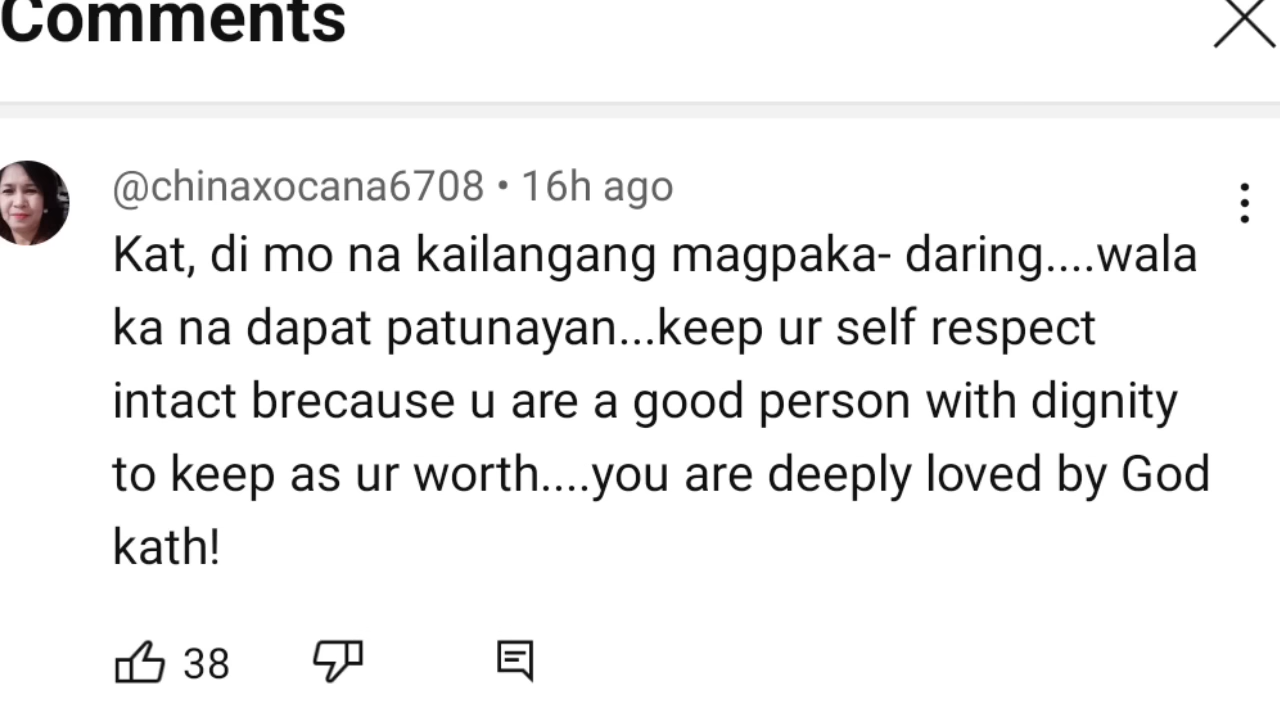 Comments
@chinaxocana6708 • 16h ago
Kat, di mo na kailangang magpaka- daring....wala
ka na dapat patunayan...keep ur self respect
intact brecause u are a good person with dignity
to keep as ur worth....you are deeply loved by God
kath!
38